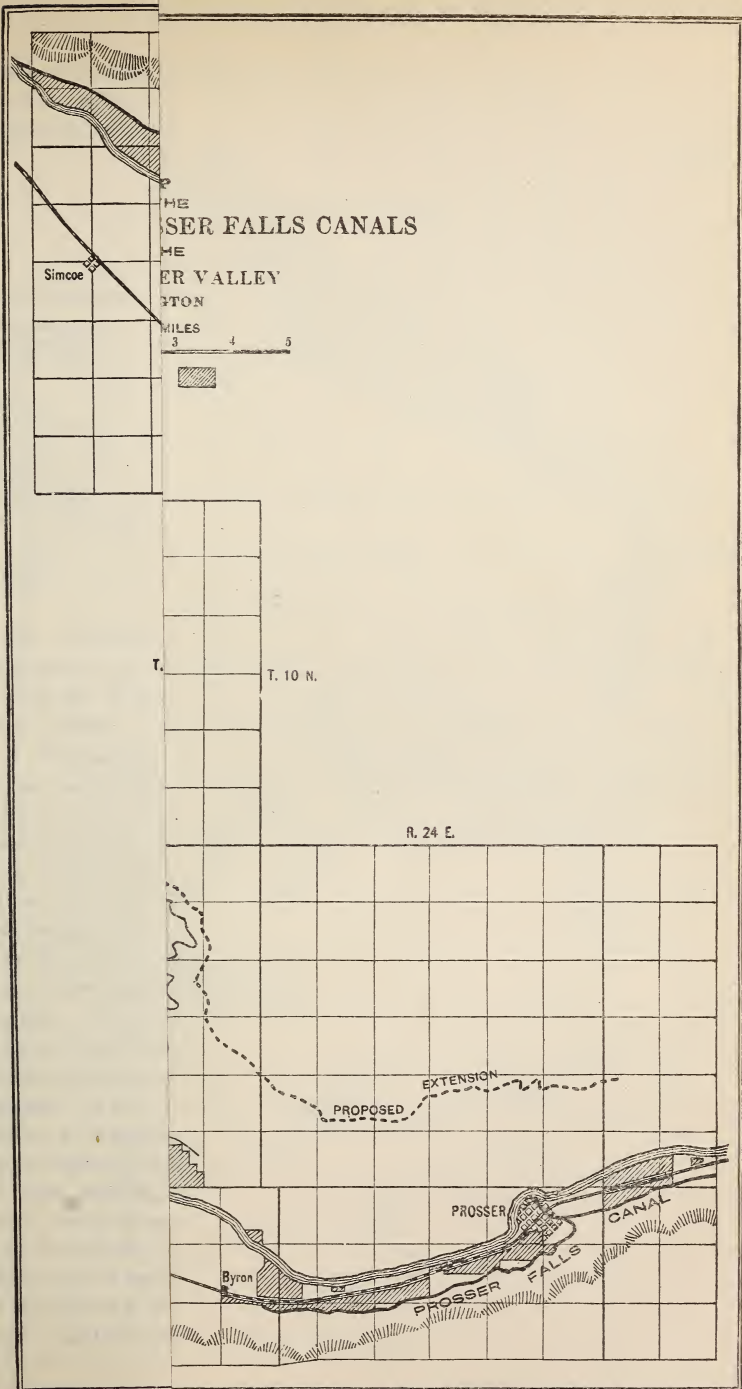 HE
SSER FALLS CANALS
HE
ER VALLEY
GTON
MILES
3 4 5
Simcoe
T.
T. 10 N.
R. 24 E.
PROPOSED EXTENSION
PROSSER
Byron
PROSSER FALLS CANAL